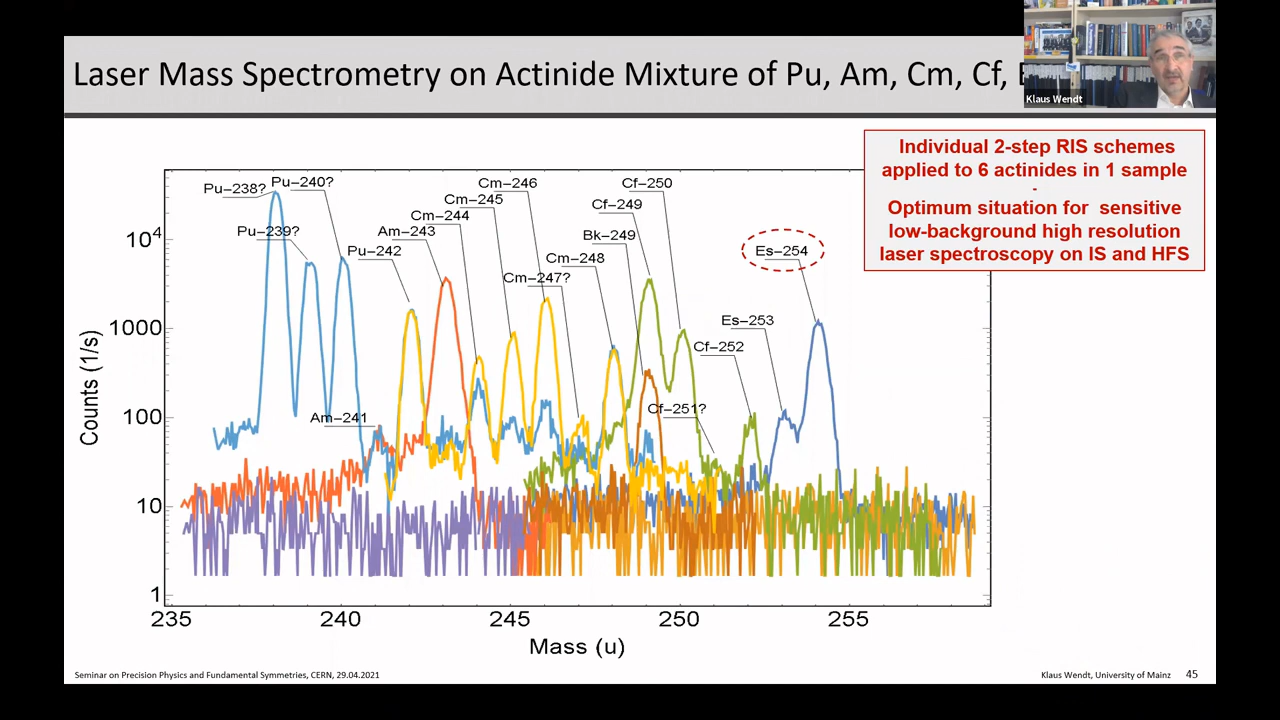 Laser Mass Spectrometry on Actinide Mixture of Pu, Am, Cm, Cf,
Klaus Wendt
Individual 2-step RIS schemes
applied to 6 actinides in 1 sample
-
Optimum situation for sensitive
low-background high resolution
laser spectroscopy on IS and HFS
Pu–238?
Pu–240?
Pu–239?
Pu–242
Am–241
Am–243
Cm–244
Cm–245
Cm–246
Cm–247?
Cm–248
Bk–249
Cf–249
Cf–250
Cf–251?
Cf–252
Es–253
Es–254
Counts (1/s)
10⁴
1000
100
10
1
235 240 245 250 255
Mass (u)
Seminar on Precision Physics and Fundamental Symmetries, CERN, 29.04.2021
Klaus Wendt, University of Mainz 45